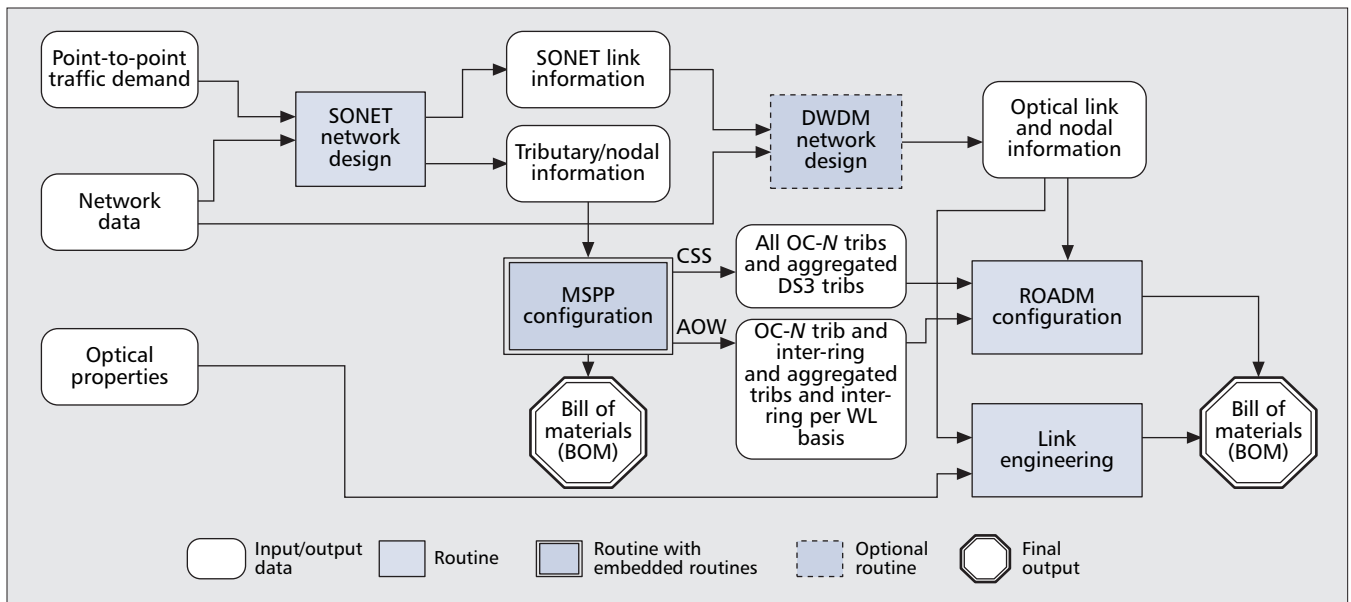 Point-to-point
traffic demand
SONET
network
design
SONET link
information
Tributary/nodal
information
DWDM
network
design
Optical link
and nodal
information
Network
data
CSS
All OC-N tribs
and aggregated
DS3 tribs
MSPP
configuration
ROADM
configuration
AOW
OC-N trib and
inter-ring
and aggregated
tribs and inter-
ring per WL
basis
Optical
properties
Bill of
materials
(BOM)
Link
engineering
Bill of
materials
(BOM)
Input/output
data
Routine
Routine with
embedded routines
Optional
routine
Final
output